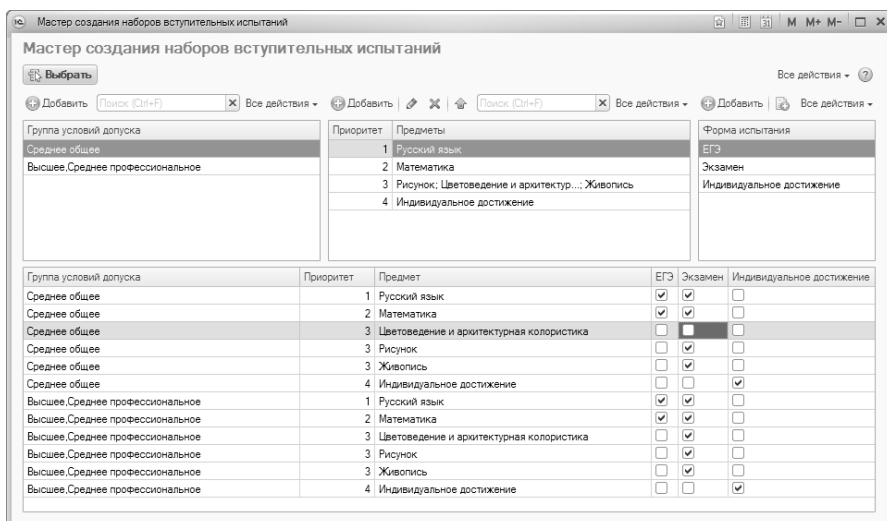 Мастер создания наборов вступительных испытаний
M M+ M-
Мастер создания наборов вступительных испытаний
Выбрать Все действия
Добавить Поиск (Ctrl+F) Все действия Добавить Поиск (Ctrl+F) Все действия Добавить Все действия
Группа условий допуска Приоритет Предметы Форма испытания
Среднее общее 1 Русский язык ЕГЭ
Высшее,Среднее профессиональное 2 Математика Экзамен
3 Рисунок; Цветоведение и архитектур...; Живопись Индивидуальное достижение
4 Индивидуальное достижение
Группа условий допуска Приоритет Предмет ЕГЭ Экзамен Индивидуальное достижение
Среднее общее 1 Русский язык
Среднее общее 2 Математика
Среднее общее 3 Цветоведение и архитектурная колористика
Среднее общее 3 Рисунок
Среднее общее 3 Живопись
Среднее общее 4 Индивидуальное достижение
Высшее,Среднее профессиональное 1 Русский язык
Высшее,Среднее профессиональное 2 Математика
Высшее,Среднее профессиональное 3 Цветоведение и архитектурная колористика
Высшее,Среднее профессиональное 3 Рисунок
Высшее,Среднее профессиональное 3 Живопись
Высшее,Среднее профессиональное 4 Индивидуальное достижение